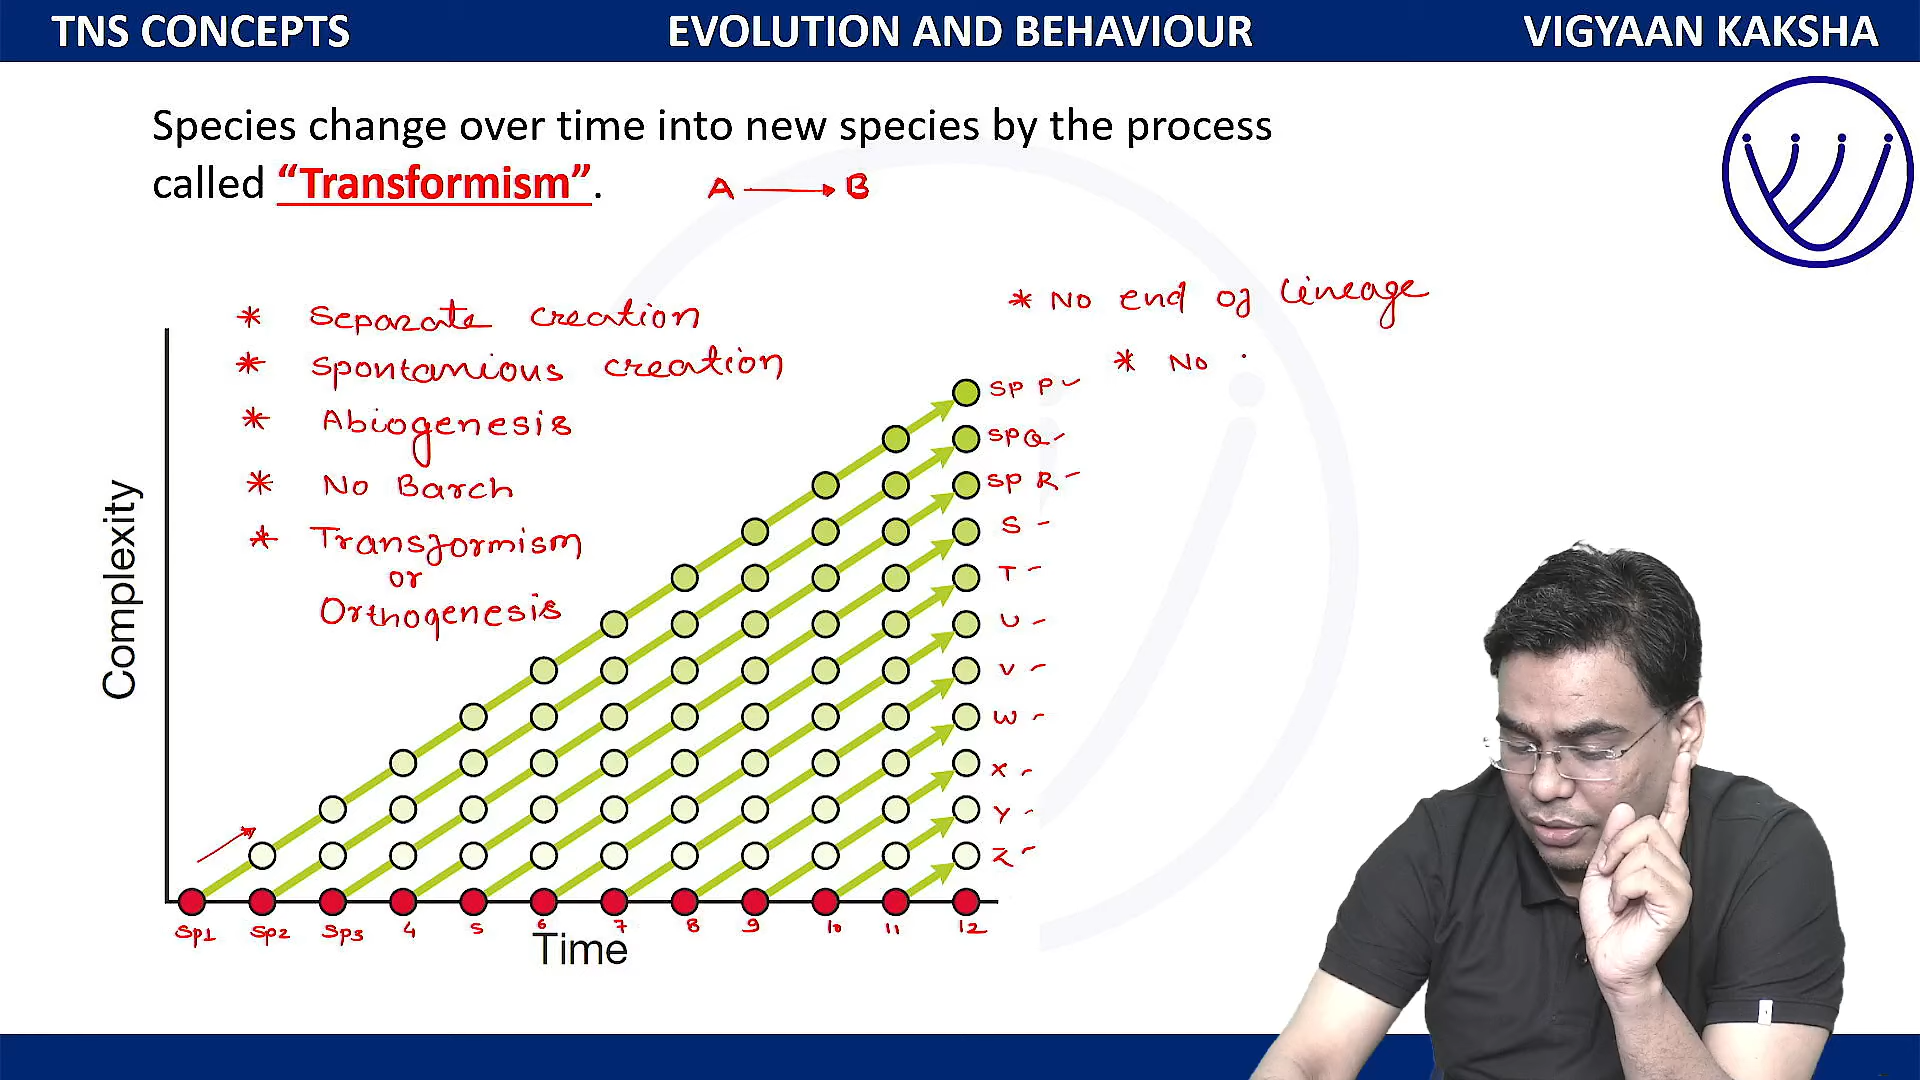 TNS CONCEPTS
EVOLUTION AND BEHAVIOUR
VIGYAAN KAKSHA
Species change over time into new species by the process
called “Transformism”.
A → B
* Separate creation
* Spontanious creation
* Abiogenesis
* No Barch
* Transformism
or
Orthogenesis
* No end of lineage
* No
Complexity
SP P
SP Q
SP R
S
T
U
V
W
X
Y
Z
Sp1 Sp2 Sp3 4 5 6 7 8 9 10 11 12
Time